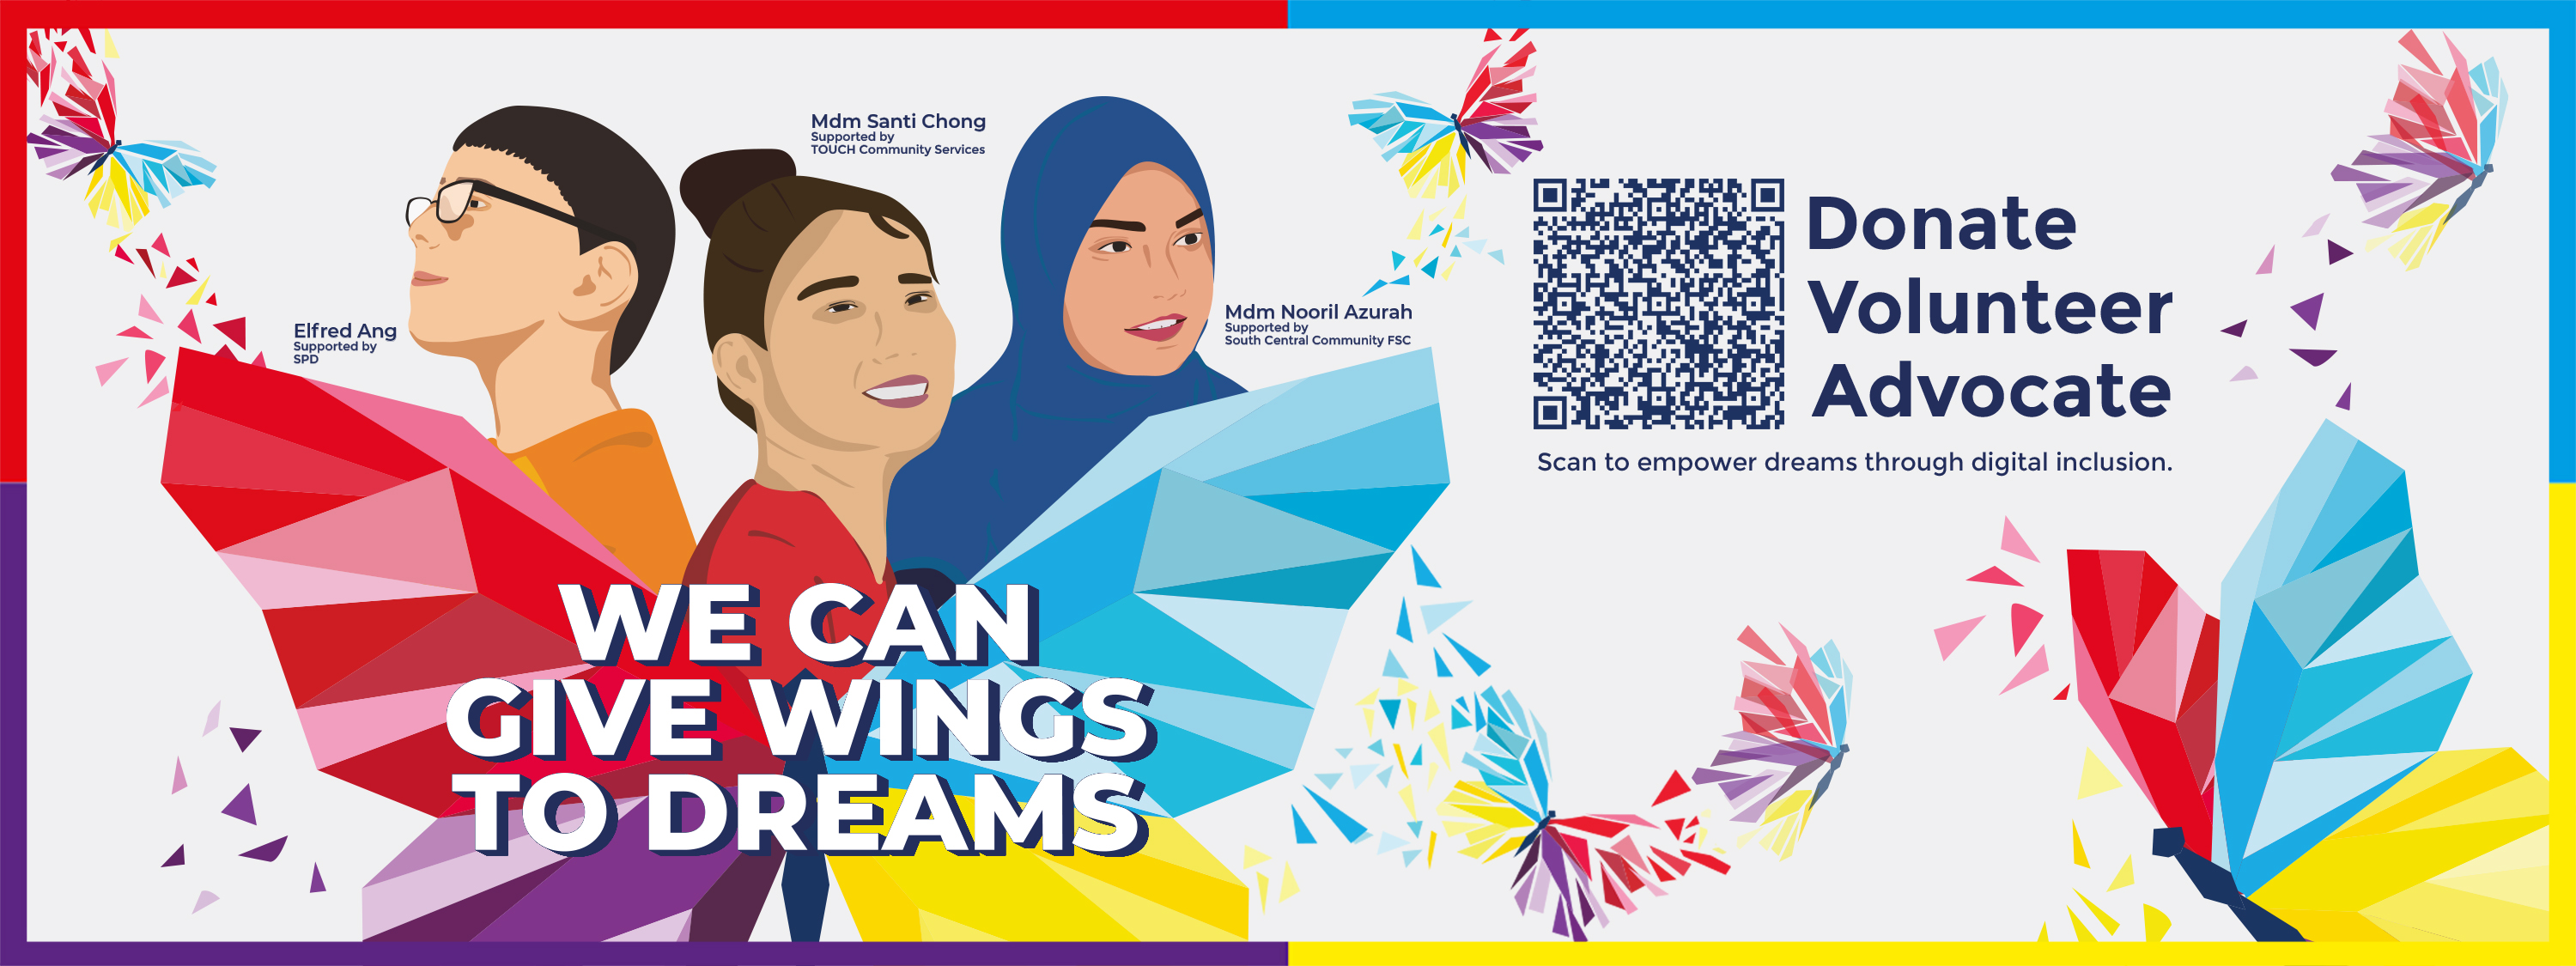 Mdm Santi Chong
Supported by
TOUCH Community Services
Elfred Ang
Supported by
SPD
Mdm Nooril Azurah
Supported by
South Central Community FSC
WE CAN
GIVE WINGS
TO DREAMS
Donate
Volunteer
Advocate
Scan to empower dreams through digital inclusion.